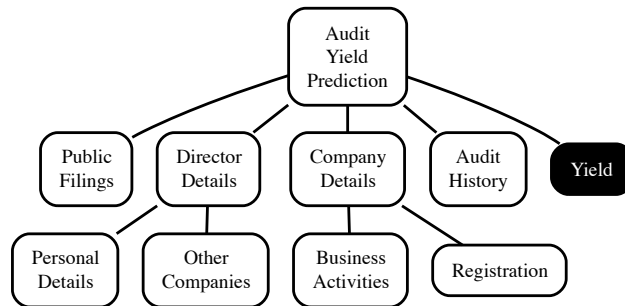 Audit
Yield
Prediction
Public
Filings
Director
Details
Company
Details
Audit
History
Yield
Personal
Details
Other
Companies
Business
Activities
Registration